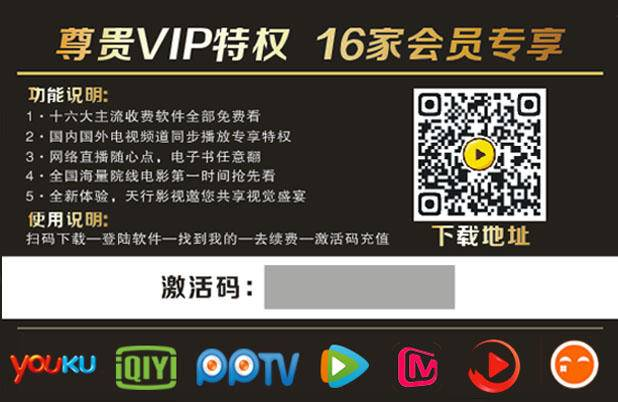 尊贵VIP特权 16家会员专享
功能说明:
1·十六大主流收费软件全部免费看
2·国内国外电视频道同步播放专享特权
3·网络直播随心点，电子书任意翻
4·全国海量院线电影第一时间抢先看
5·全新体验，天行影视邀您共享视觉盛宴
使用说明:
扫码下载—登陆软件—找到我的—去续费—激活码充值
下载地址
激活码:
YOUKU iQIYI PPTV